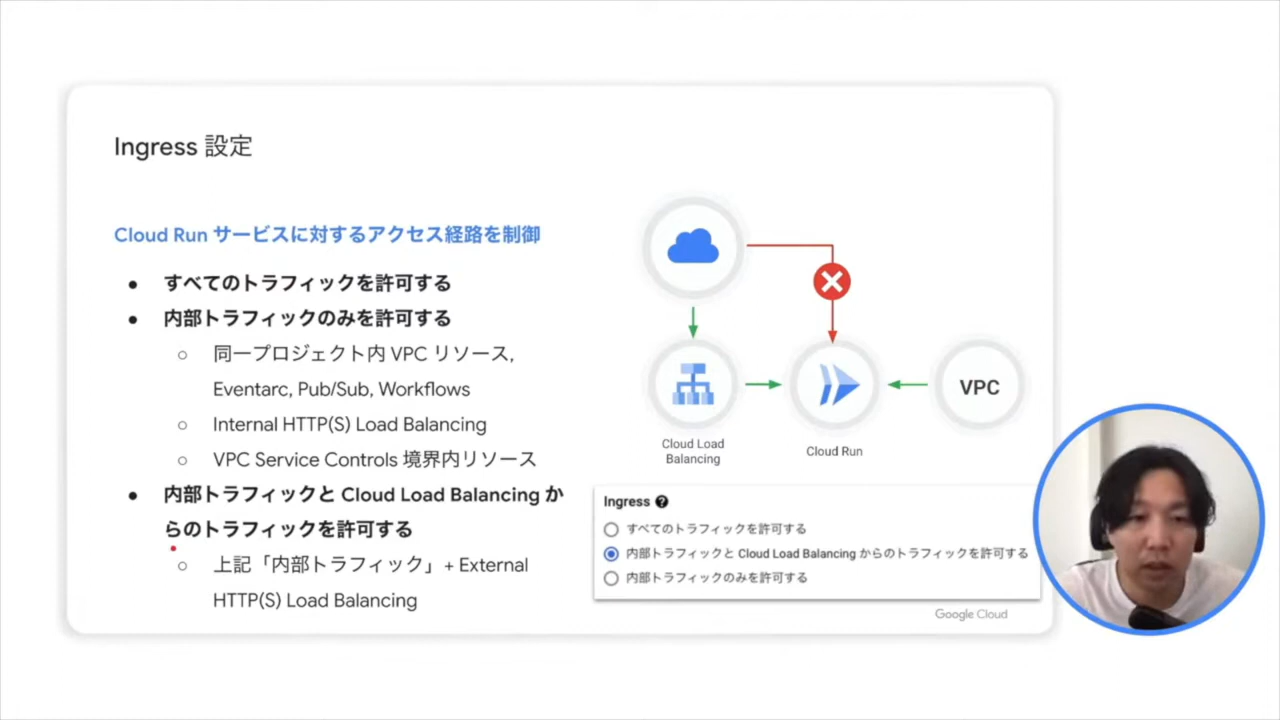 Ingress 設定
Cloud Run サービスに対するアクセス経路を制御
● すべてのトラフィックを許可する
● 内部トラフィックのみを許可する
○ 同一プロジェクト内 VPC リソース,
Eventarc, Pub/Sub, Workflows
○ Internal HTTP(S) Load Balancing
○ VPC Service Controls 境界内リソース
● 内部トラフィックと Cloud Load Balancing か
らのトラフィックを許可する
○ 上記「内部トラフィック」+ External
HTTP(S) Load Balancing
Cloud Load
Balancing
Cloud Run
VPC
Ingress ?
すべてのトラフィックを許可する
内部トラフィックと Cloud Load Balancing からのトラフィックを許可する
内部トラフィックのみを許可する
Google Cloud